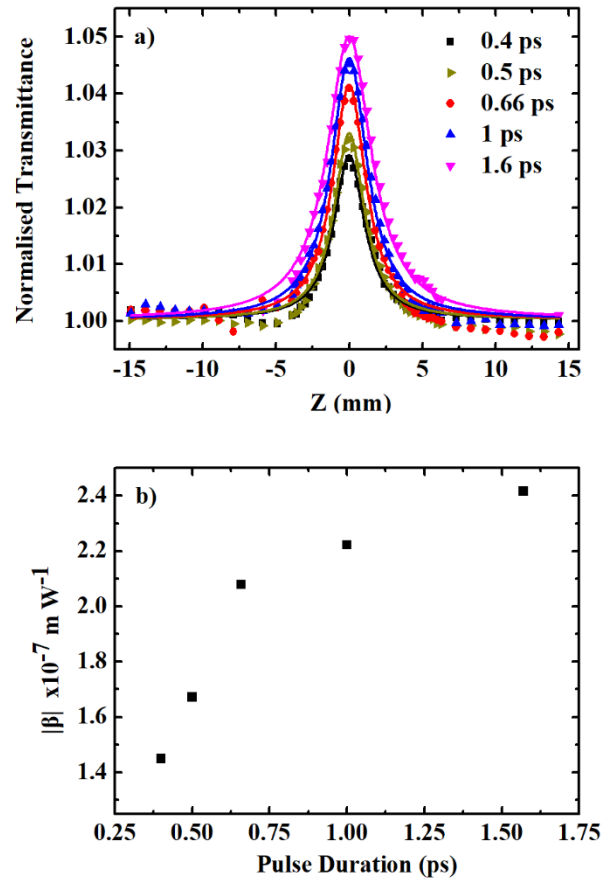 a)
0.4 ps
0.5 ps
0.66 ps
1 ps
1.6 ps
1.05
1.04
1.03
1.02
1.01
1.00
Normalised Transmittance
-15 -10 -5 0 5 10 15
Z (mm)
b)
2.4
2.2
2.0
1.8
1.6
1.4
|β| x10⁻⁷ m W⁻¹
0.25 0.50 0.75 1.00 1.25 1.50 1.75
Pulse Duration (ps)